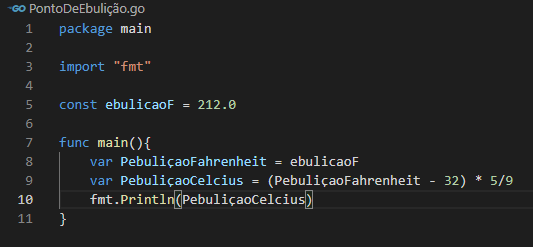 PontoDeEbulição.go
1 package main
2
3 import "fmt"
4
5 const ebulicaoF = 212.0
6
7 func main(){
8 var PebuliçaoFahrenheit = ebulicaoF
9 var PebuliçaoCelcius = (PebuliçaoFahrenheit - 32) * 5/9
10 fmt.Println(PebuliçaoCelcius)
11 }